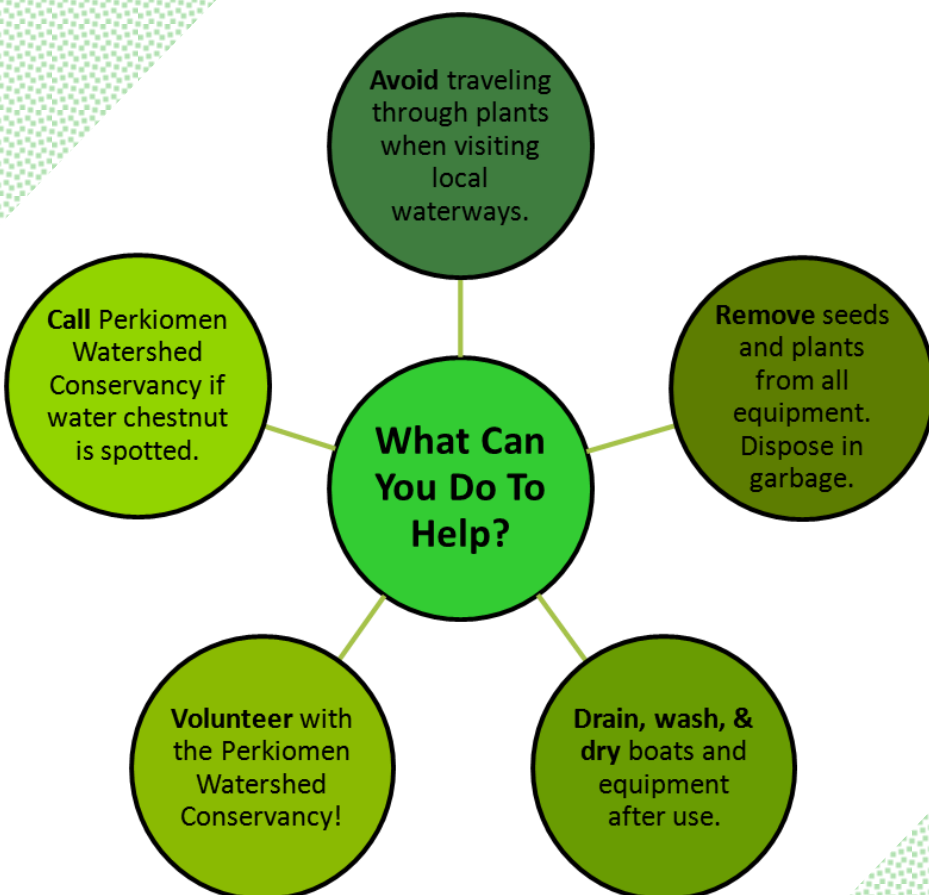 Avoid traveling
through plants
when visiting
local
waterways.
Call Perkiomen
Watershed
Conservancy if
water chestnut
is spotted.
Remove seeds
and plants
from all
equipment.
Dispose in
garbage.
What Can
You Do To
Help?
Volunteer with
the Perkiomen
Watershed
Conservancy!
Drain, wash, &
dry boats and
equipment
after use.